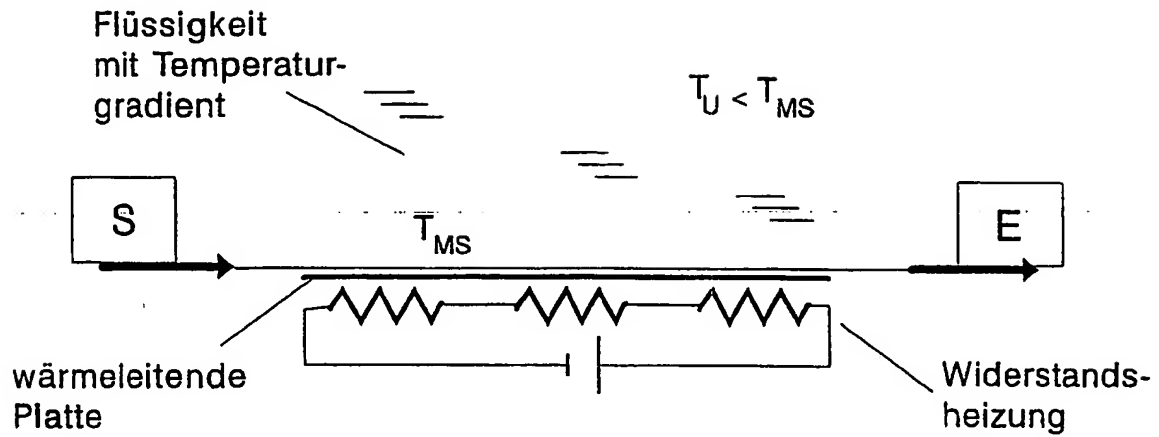 Flüssigkeit
mit Temperatur-
gradient
T_U < T_MS
S
T_MS
E
wärmeleitende
Platte
Widerstands-
heizung